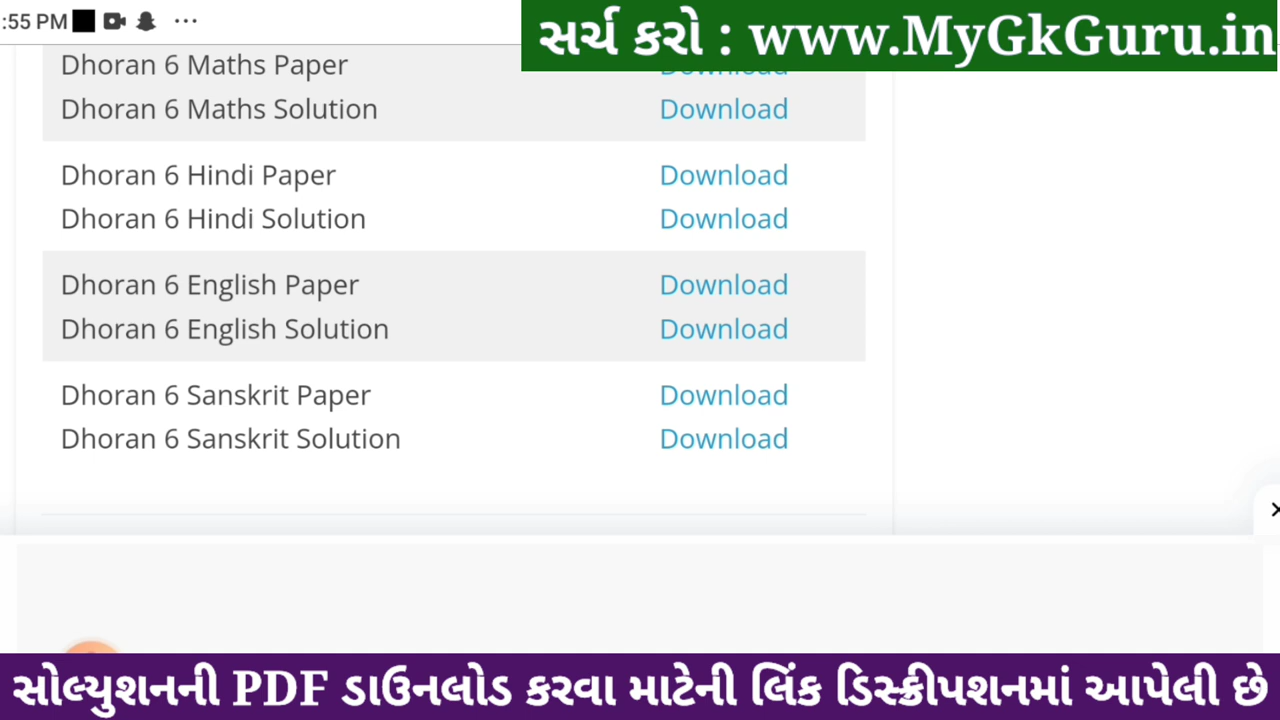 :55 PM
સર્ચ કરો : www.MyGkGuru.in
Dhoran 6 Maths Paper Download
Dhoran 6 Maths Solution Download
Dhoran 6 Hindi Paper Download
Dhoran 6 Hindi Solution Download
Dhoran 6 English Paper Download
Dhoran 6 English Solution Download
Dhoran 6 Sanskrit Paper Download
Dhoran 6 Sanskrit Solution Download
સોલ્યુશનની PDF ડાઉનલોડ કરવા માટેની લિંક ડિસ્ક્રીપશનમાં આપેલી છે